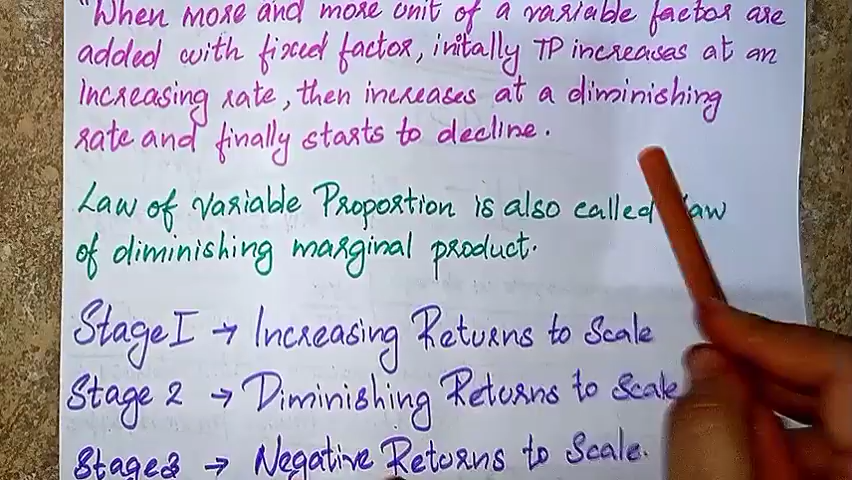 "When more and more unit of a variable factor are
added with fixed factor, initally TP increases at an
Increasing rate, then increases at a diminishing
rate and finally starts to decline.
Law of Variable Proportion is also called law
of diminishing marginal product.
Stage I → Increasing Returns to Scale
Stage 2 → Diminishing Returns to Scale
Stage 3 → Negative Returns to Scale.